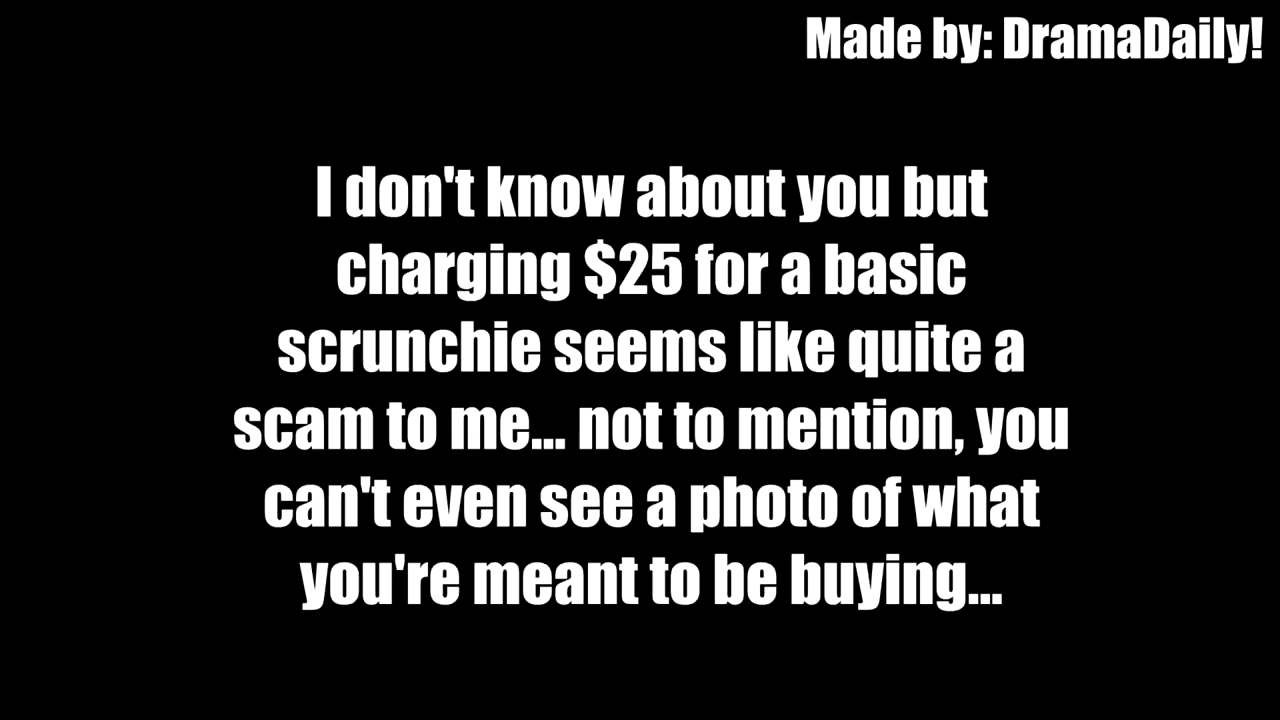 Made by: DramaDaily!
I don't know about you but
charging $25 for a basic
scrunchie seems like quite a
scam to me... not to mention, you
can't even see a photo of what
you're meant to be buying...